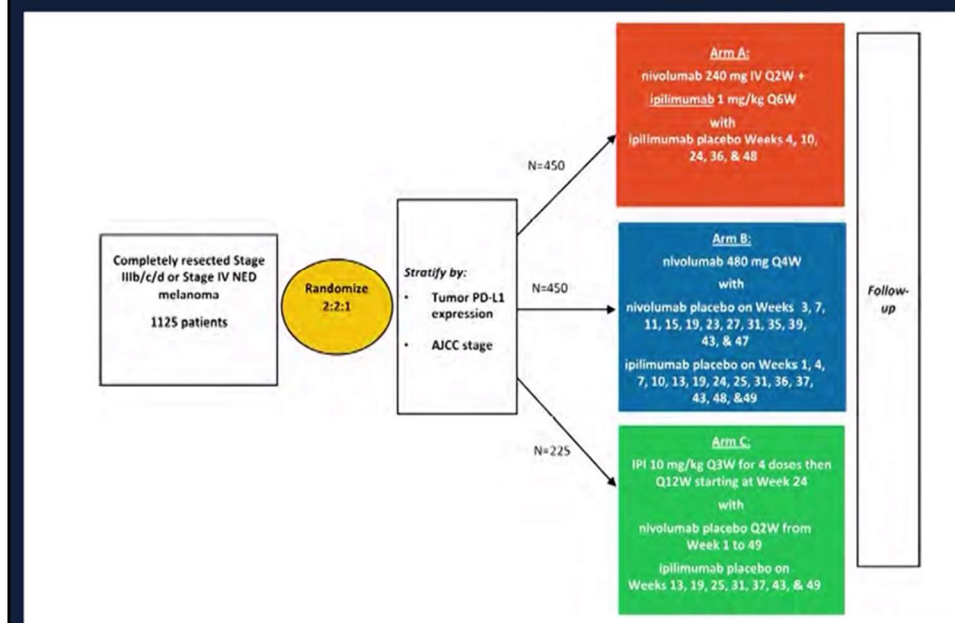 Completely resected Stage
IIIb/c/d or Stage IV NED
melanoma
1125 patients
Randomize
2:2:1
Stratify by:
• Tumor PD-L1
expression
• AJCC stage
N=450
N=450
N=225
Arm A:
nivolumab 240 mg IV Q2W +
ipilimumab 1 mg/kg Q6W
with
ipilimumab placebo Weeks 4, 10,
24, 36, & 48
Arm B:
nivolumab 480 mg Q4W
with
nivolumab placebo on Weeks 3, 7,
11, 15, 19, 23, 27, 31, 35, 39,
43, & 47
ipilimumab placebo on Weeks 1, 4,
7, 10, 13, 19, 24, 25, 31, 36, 37,
43, 48, &49
Arm C:
IPI 10 mg/kg Q3W for 4 doses then
Q12W starting at Week 24
with
nivolumab placebo Q2W from
Week 1 to 49
ipilimumab placebo on
Weeks 13, 19, 25, 31, 37, 43, & 49
Follow-
up